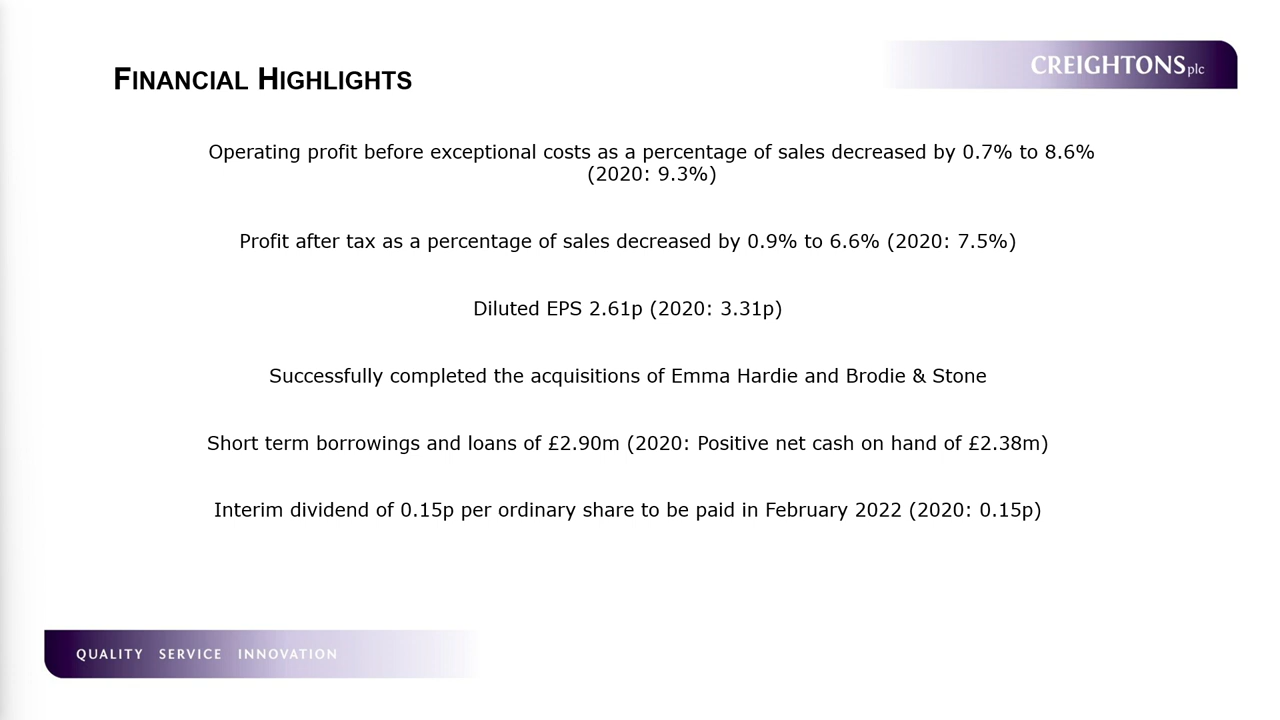 FINANCIAL HIGHLIGHTS
CREIGHTONS plc
Operating profit before exceptional costs as a percentage of sales decreased by 0.7% to 8.6%
(2020: 9.3%)
Profit after tax as a percentage of sales decreased by 0.9% to 6.6% (2020: 7.5%)
Diluted EPS 2.61p (2020: 3.31p)
Successfully completed the acquisitions of Emma Hardie and Brodie & Stone
Short term borrowings and loans of £2.90m (2020: Positive net cash on hand of £2.38m)
Interim dividend of 0.15p per ordinary share to be paid in February 2022 (2020: 0.15p)
QUALITY SERVICE INNOVATION